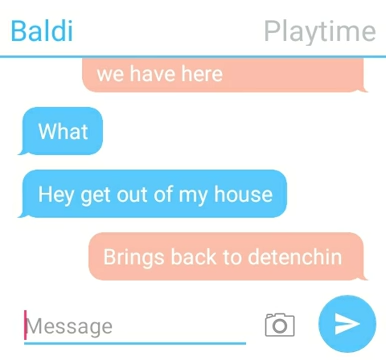 Baldi Playtime
we have here
What
Hey get out of my house
Brings back to detenchin
Message